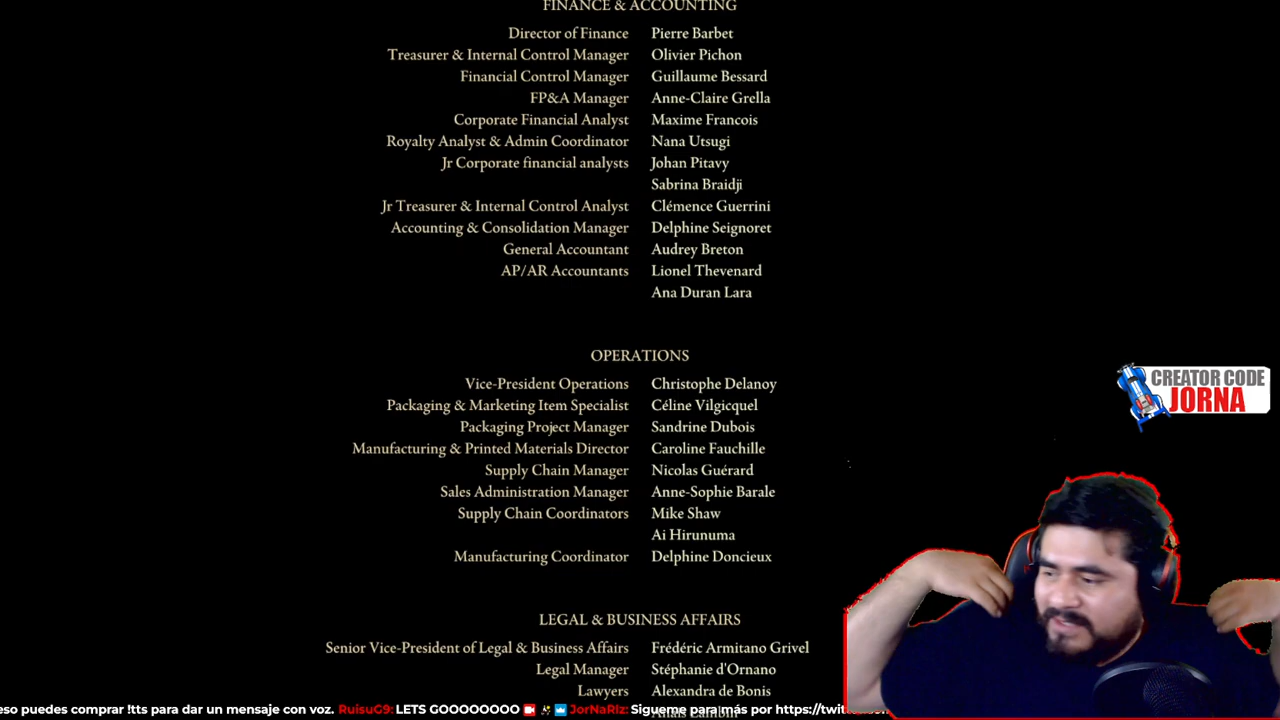 FINANCE & ACCOUNTING
Director of Finance Pierre Barbet
Treasurer & Internal Control Manager Olivier Pichon
Financial Control Manager Guillaume Bessard
FP&A Manager Anne-Claire Grella
Corporate Financial Analyst Maxime Francois
Royalty Analyst & Admin Coordinator Nana Utsugi
Jr Corporate financial analysts Johan Pitavy
Sabrina Braidji
Jr Treasurer & Internal Control Analyst Clémence Guerrini
Accounting & Consolidation Manager Delphine Seignoret
General Accountant Audrey Breton
AP/AR Accountants Lionel Thevenard
Ana Duran Lara
OPERATIONS
Vice-President Operations Christophe Delanoy
Packaging & Marketing Item Specialist Céline Vilgicquel
Packaging Project Manager Sandrine Dubois
Manufacturing & Printed Materials Director Caroline Fauchille
Supply Chain Manager Nicolas Guérard
Sales Administration Manager Anne-Sophie Barale
Supply Chain Coordinators Mike Shaw
Ai Hirunuma
Manufacturing Coordinator Delphine Doncieux
LEGAL & BUSINESS AFFAIRS
Senior Vice-President of Legal & Business Affairs Frédéric Armitano Grivel
Legal Manager Stéphanie d'Ornano
Lawyers Alexandra de Bonis
CREATOR CODE
JORNA
eso puedes comprar !tts para dar un mensaje con voz. RuisuG9: LETS GOOOOOOOO JorNaRlz: Sigueme para más por